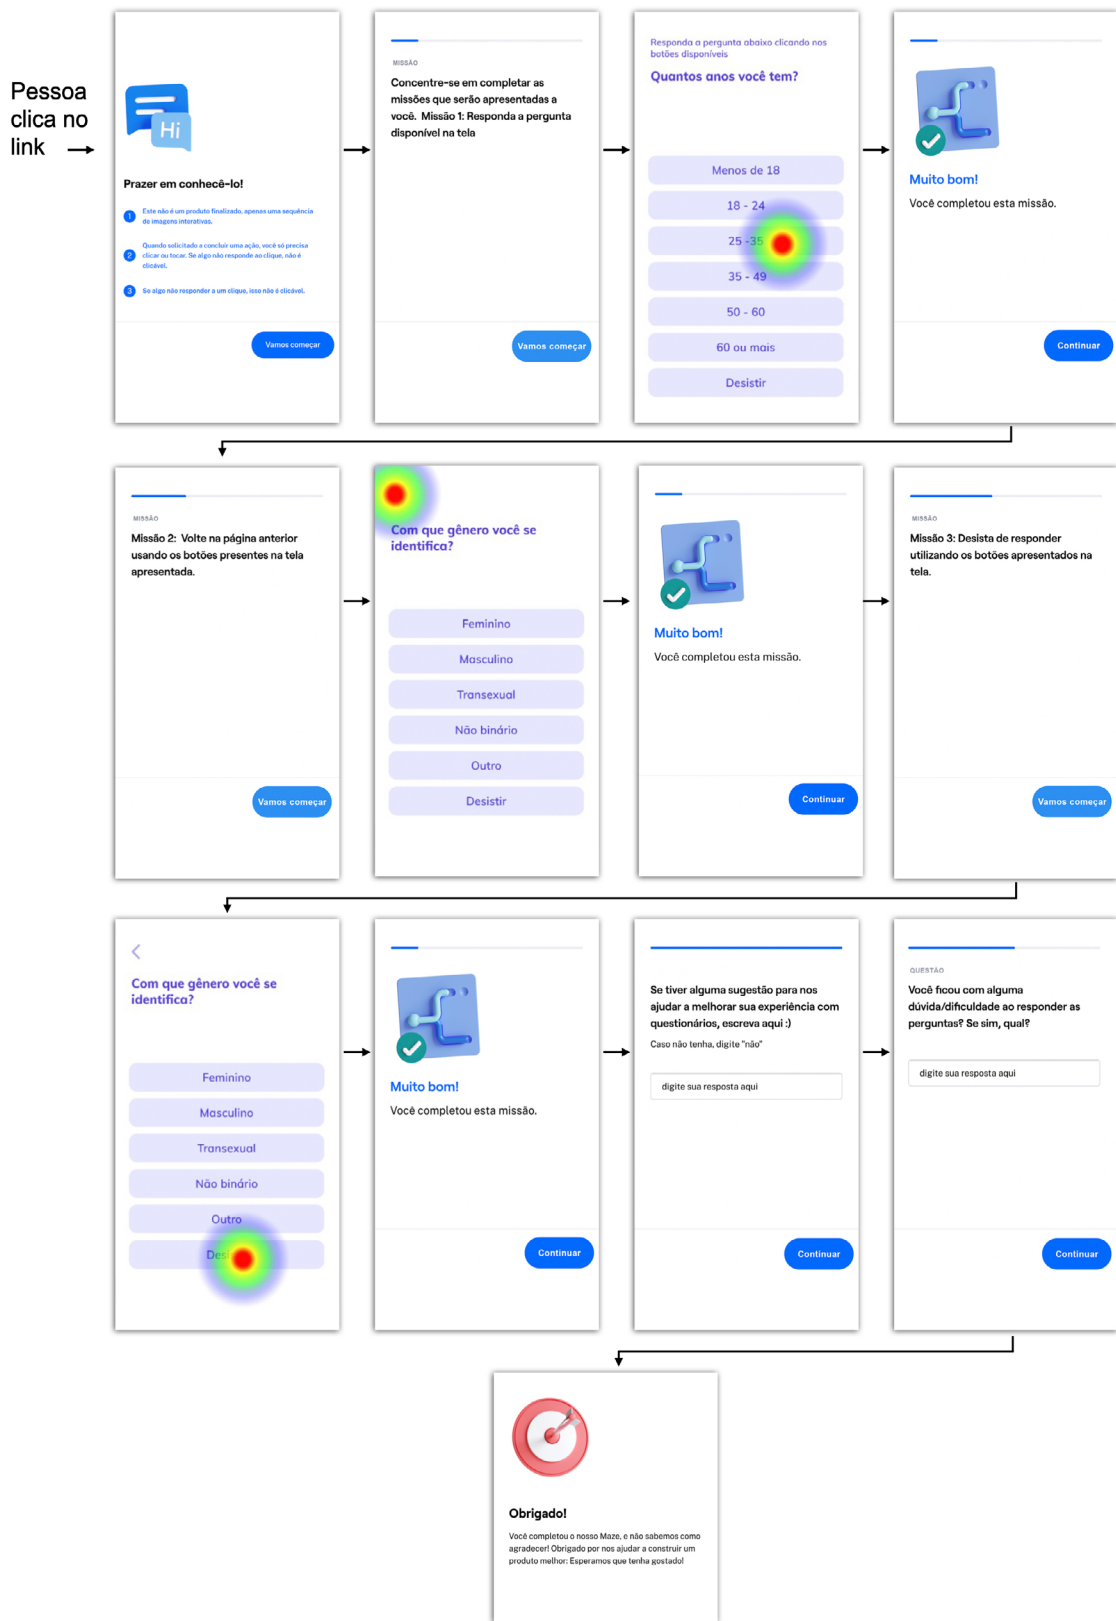 Pessoa
clica no
link
Hi
Prazer em conhecê-lo!
1 Este não é um produto finalizado, apenas uma sequência
de imagens interativas.
2 Quando solicitado a concluir uma ação, você só precisa
clicar ou tocar. Se algo não responde ao clique, não é
clicável.
3 Se algo não responder a um clique, isso não é clicável.
Vamos começar
MISSÃO
Concentre-se em completar as
missões que serão apresentadas a
você. Missão 1: Responda a pergunta
disponível na tela
Vamos começar
Responda a pergunta abaixo clicando nos
botões disponíveis
Quantos anos você tem?
Menos de 18
18 - 24
25 -35
35 - 49
50 - 60
60 ou mais
Desistir
Muito bom!
Você completou esta missão.
Continuar
MISSÃO
Missão 2: Volte na página anterior
usando os botões presentes na tela
apresentada.
Vamos começar
Com que gênero você se
identifica?
Feminino
Masculino
Transexual
Não binário
Outro
Desistir
Muito bom!
Você completou esta missão.
Continuar
MISSÃO
Missão 3: Desista de responder
utilizando os botões apresentados na
tela.
Vamos começar
Com que gênero você se
identifica?
Feminino
Masculino
Transexual
Não binário
Outro
Muito bom!
Você completou esta missão.
Continuar
Se tiver alguma sugestão para nos
ajudar a melhorar sua experiência com
questionários, escreva aqui :)
Caso não tenha, digite "não"
digite sua resposta aqui
Continuar
QUESTÃO
Você ficou com alguma
dúvida/dificuldade ao responder as
perguntas? Se sim, qual?
digite sua resposta aqui
Continuar
Obrigado!
Você completou o nosso Maze, e não sabemos como
agradecer! Obrigado por nos ajudar a construir um
produto melhor: Esperamos que tenha gostado!